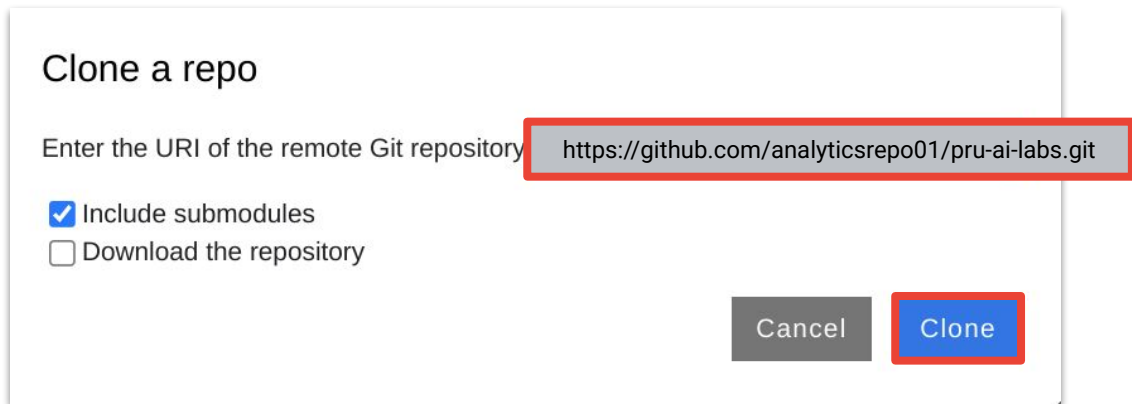 Clone a repo
Enter the URI of the remote Git repository https://github.com/analyticsrepo01/pru-ai-labs.git
Include submodules
Download the repository
Cancel Clone